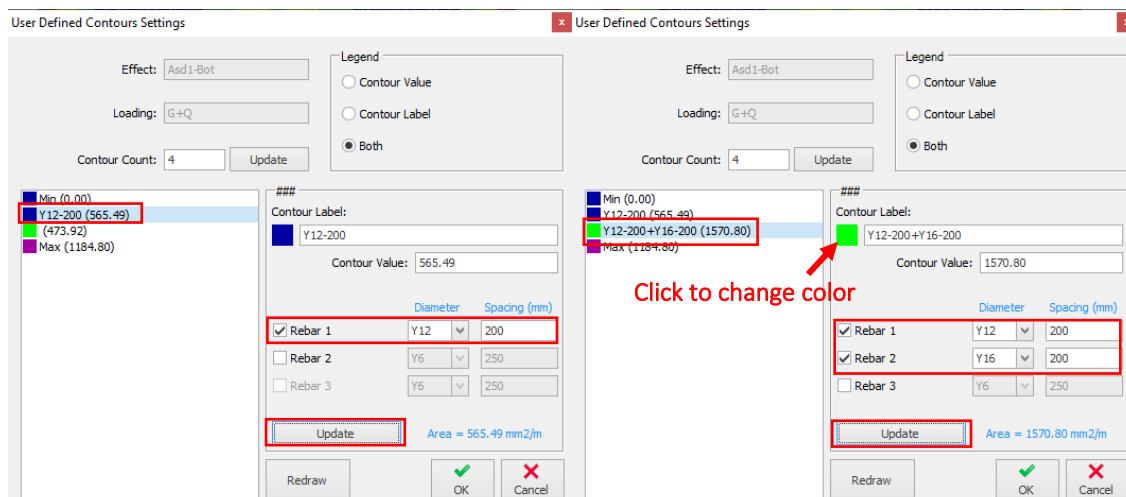 User Defined Contours Settings
x
Effect: Asd1-Bot
Loading: G+Q
Contour Count: 4 Update
Legend
Contour Value
Contour Label
Both
Min (0.00)
Y12-200 (565.49)
(473.92)
Max (1184.80)
###
Contour Label:
Y12-200
Contour Value: 565.49
Diameter Spacing (mm)
Rebar 1 Y12 200
Rebar 2 Y6 250
Rebar 3 Y6 250
Update Area = 565.49 mm2/m
Redraw OK Cancel
User Defined Contours Settings
x
Effect: Asd1-Bot
Loading: G+Q
Contour Count: 4 Update
Legend
Contour Value
Contour Label
Both
Min (0.00)
Y12-200 (565.49)
Y12-200+Y16-200 (1570.80)
Max (1184.80)
###
Contour Label:
Y12-200+Y16-200
Contour Value: 1570.80
Click to change color
Diameter Spacing (mm)
Rebar 1 Y12 200
Rebar 2 Y16 200
Rebar 3 Y6 250
Update Area = 1570.80 mm2/m
Redraw OK Cancel